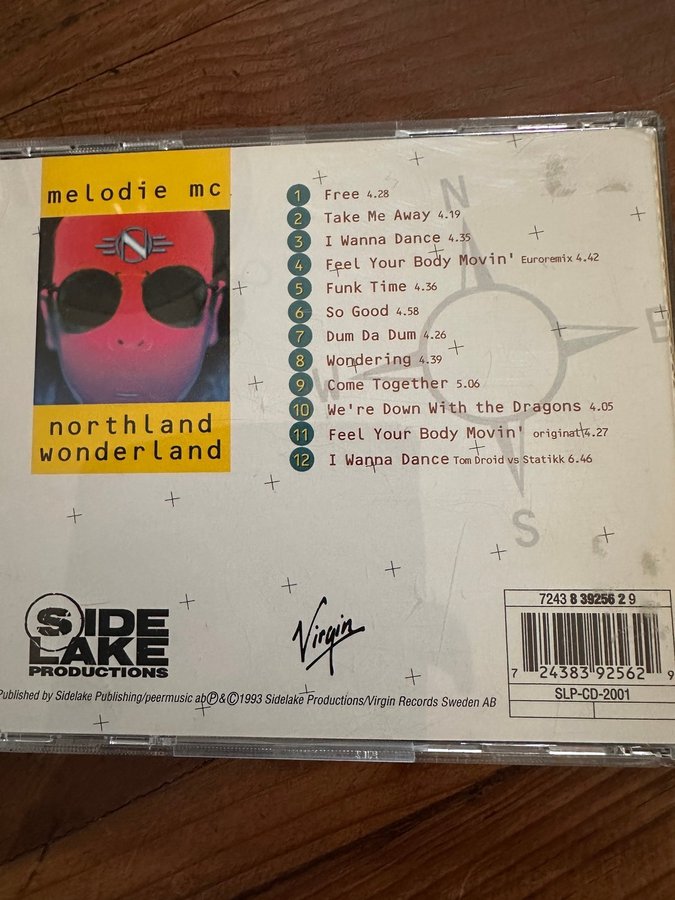 melodie mc
N
northland
wonderland
1 Free 4.28
2 Take Me Away 4.19
3 I Wanna Dance 4.35
4 Feel Your Body Movin' Euroremix 4.42
5 Funk Time 4.36
6 So Good 4.58
7 Dum Da Dum 4.26
8 Wondering 4.39
9 Come Together 5.06
10 We're Down With the Dragons 4.05
11 Feel Your Body Movin' original 4.27
12 I Wanna Dance Tom Droid vs Statikk 6.46
N
E
W
S
SIDE
LAKE
PRODUCTIONS
Virgin
7243 8 39256 2 9
7 24383 92562 9
SLP-CD-2001
Published by Sidelake Publishing/peermusic ab Ⓟ&©1993 Sidelake Productions/Virgin Records Sweden AB